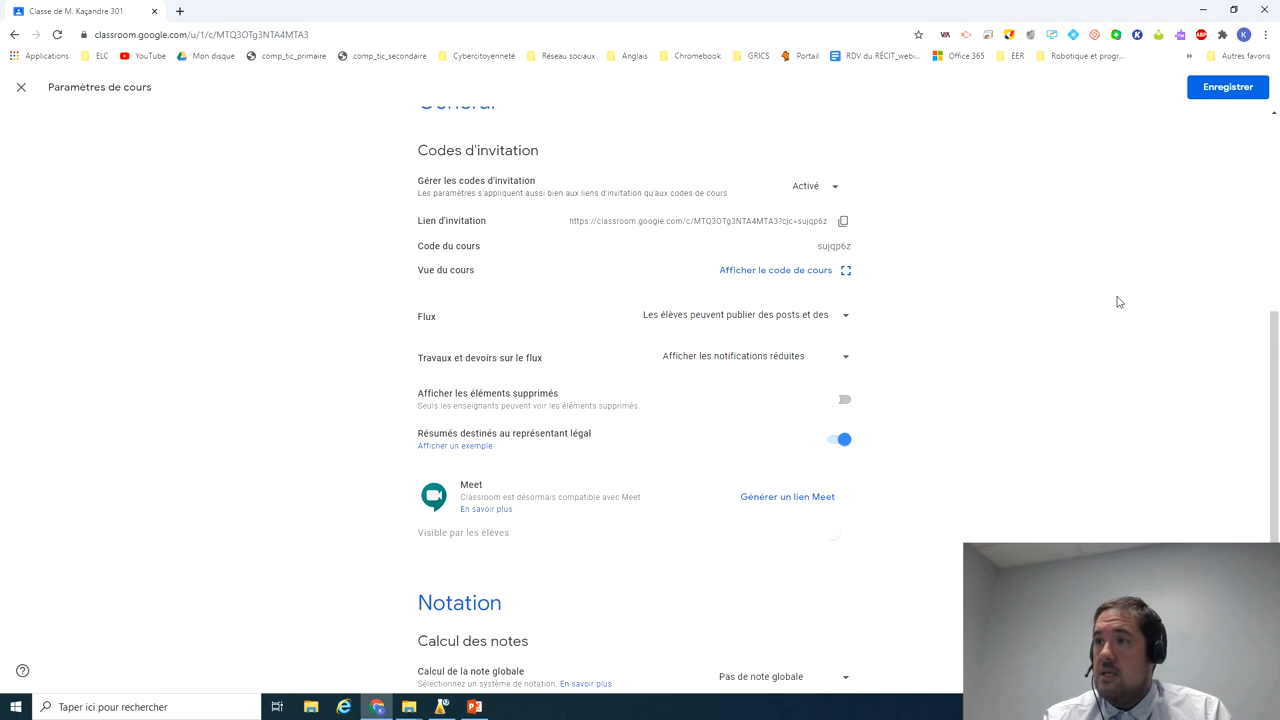 Classe de M. Kaçandre 301
classroom.google.com/u/1/c/MTQ3OTg3NTA4MTA3
Applications ELC YouTube Mon disque comp_tic_primaire comp_tic_secondaire Cybercitoyenneté Réseau sociaux Anglais Chromebook GRICS Portail RDV du RÉCIT_webi... Office 365 ÉER Robotique et progr... » Autres favoris
Paramètres de cours
Enregistrer
Général
Codes d'invitation
Gérer les codes d'invitation
Activé
Les paramètres s'appliquent aussi bien aux liens d'invitation qu'aux codes de cours
Lien d'invitation https://classroom.google.com/c/MTQ3OTg3NTA4MTA3?cjc=sujqp6z
Code du cours sujqp6z
Vue du cours Afficher le code de cours
Flux Les élèves peuvent publier des posts et des
Travaux et devoirs sur le flux Afficher les notifications réduites
Afficher les éléments supprimés
Seuls les enseignants peuvent voir les éléments supprimés.
Résumés destinés au représentant légal
Afficher un exemple
Meet
Classroom est désormais compatible avec Meet Générer un lien Meet
En savoir plus
Visible par les élèves
Notation
Calcul des notes
Calcul de la note globale
Pas de note globale
Sélectionnez un système de notation. En savoir plus
Taper ici pour rechercher